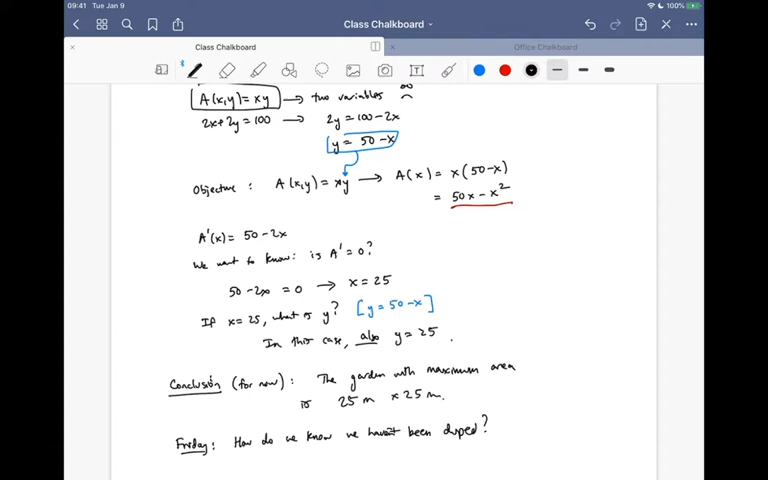 09:41 Tue Jan 9
100%
Class Chalkboard
Class Chalkboard
Office Chalkboard
A(x,y) = xy → two variables
2x+2y = 100 → 2y = 100-2x
y = 50-x
Objective: A(x,y) = xy → A(x) = x(50-x)
= 50x - x²
A'(x) = 50-2x
We want to know: is A' = 0?
50-2x = 0 → x = 25
If x=25, what is y? [y = 50-x]
In this case, also y = 25.
Conclusion (for now): The garden with maximum area
is 25 m x 25 m.
Friday: How do we know we haven't been duped?